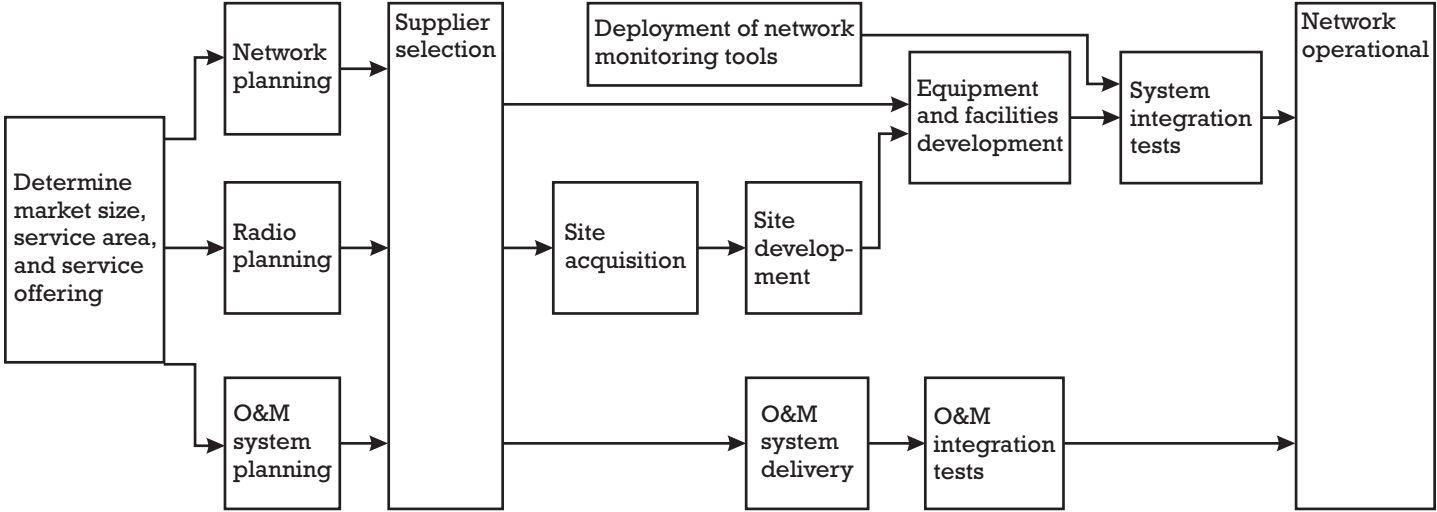 Determine
market size,
service area,
and service
offering
Network
planning
Radio
planning
O&M
system
planning
Supplier
selection
Deployment of network
monitoring tools
Site
acquisition
Site
develop-
ment
Equipment
and facilities
development
System
integration
tests
O&M
system
delivery
O&M
integration
tests
Network
operational